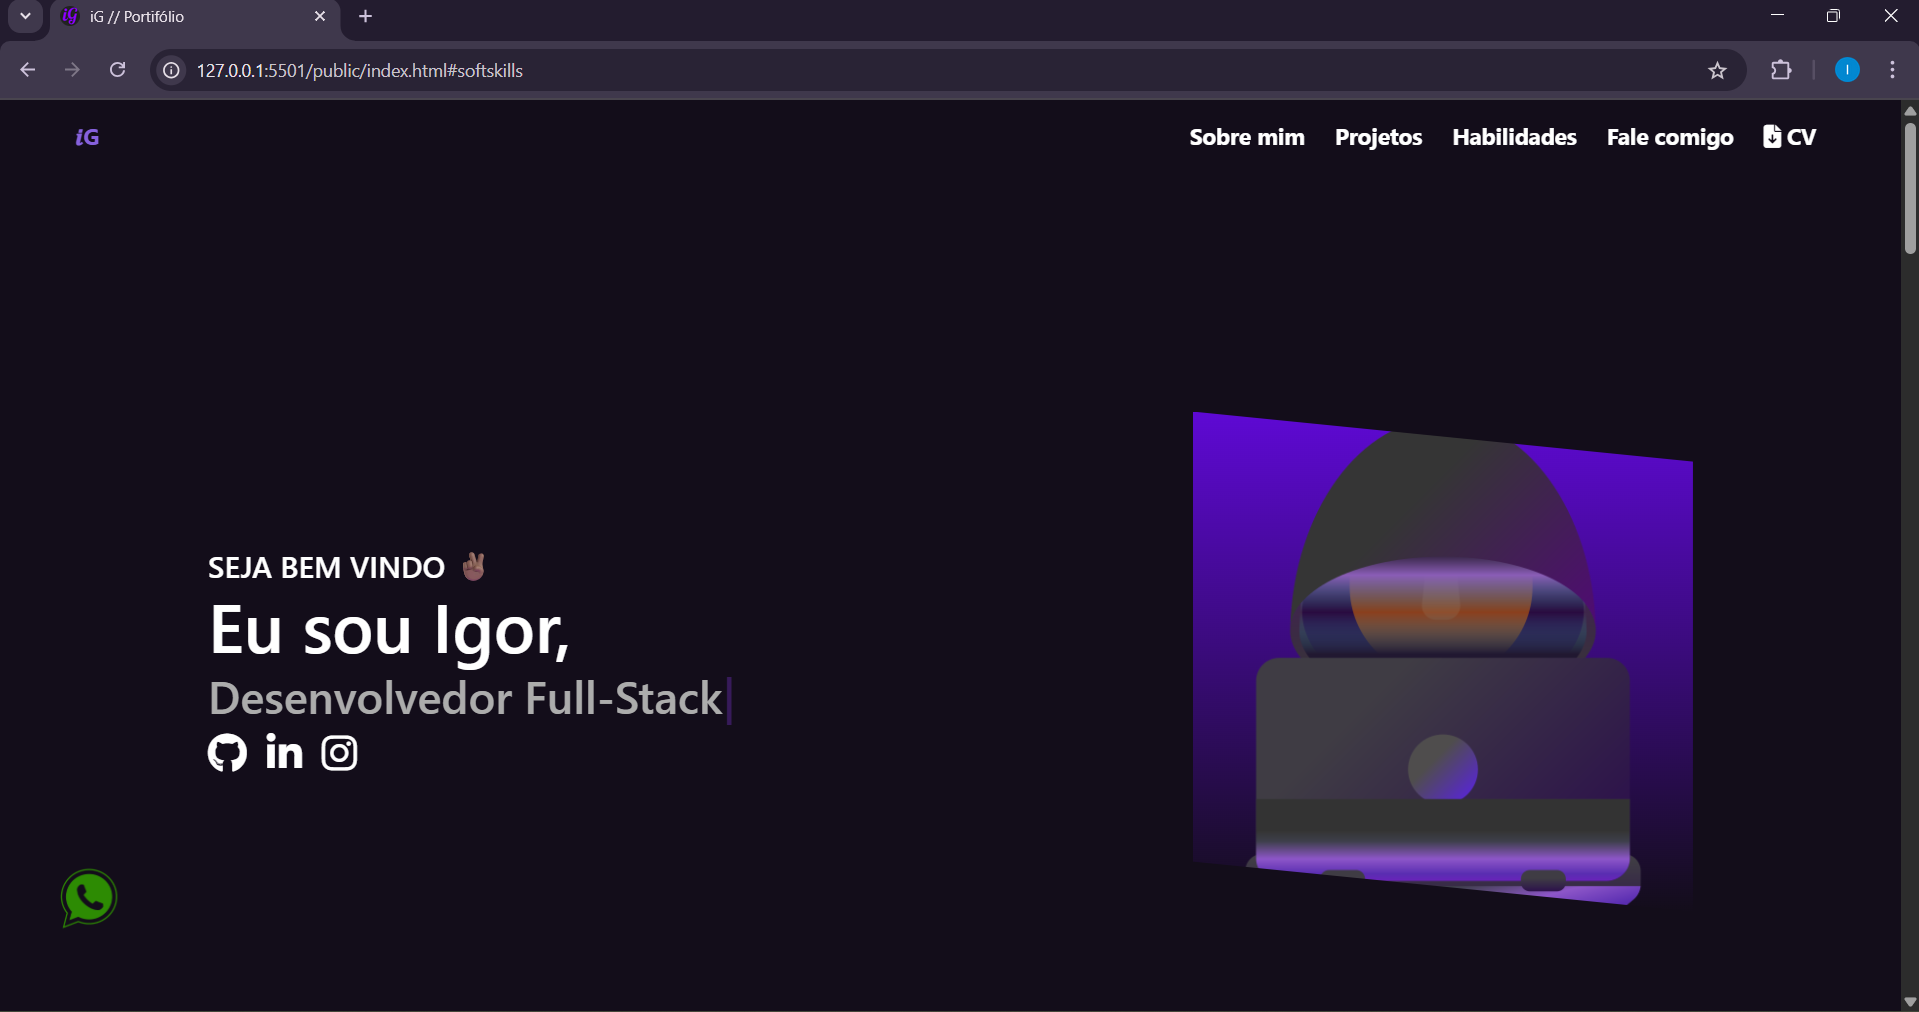 iG // Portifólio
127.0.0.1:5501/public/index.html#softskills
I
iG
Sobre mim Projetos Habilidades Fale comigo CV
SEJA BEM VINDO ✌🏾
Eu sou Igor,
Desenvolvedor Full-Stack|
in